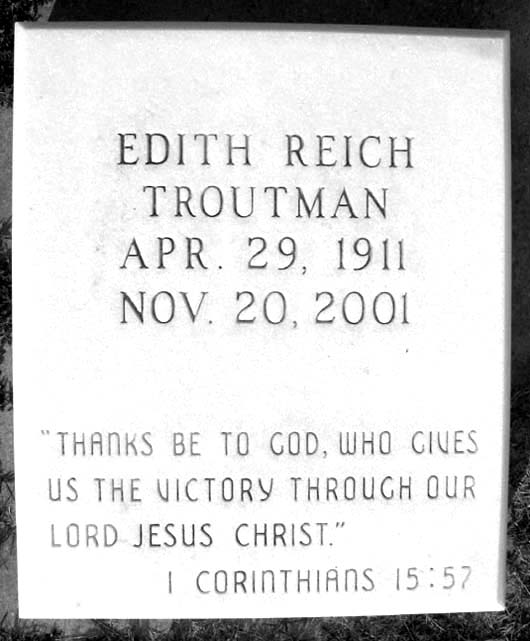 EDITH REICH
TROUTMAN
APR. 29, 1911
NOV. 20, 2001
"THANKS BE TO GOD, WHO GIVES
US THE VICTORY THROUGH OUR
LORD JESUS CHRIST."
1 CORINTHIANS 15:57